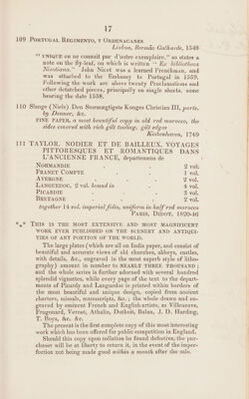 17
109 PORTUGAL REGIMENTO, E ORDENAÇANES
Lisbon, Germão Galharde, 1548
"UNIQUE on ne connait pur d'autre exemplaire," so states a
note on the fly-leaf, on which is written "Ex bibliotheca
Nicotiana." John Nicot was a learned Frenchman, and
was attached to the Embassy to Portugal in 1559.
Following the work are above twenty Proclamations and
other detatched pieces, principally on single sheets, some
bearing the date 1538.
110 Slange (Niels) Den Stormægtigste Konges Christian III, ports.
by Denner, &c.
FINE PAPER, a most beautiful copy in old red morocco, the
sides covered with rich gilt tooling, gilt edges
Kiobenhaven, 1749
111 TAYLOR, NODIER ET DE BAILLEUX, VOYAGES
PITTORESQUES ET ROMANTIQUES DANS
L'ANCIENNE FRANCE, departemens de
NORMANDIE 2 vol.
FRANCT COMPTE 1 vol.
AVERGNE 2 vol.
LANGUEDOC, 2 vol. bound in 4 vol.
PICARDIE 3 vol.
BRETAGNE 2 vol.
together 14 vol. imperial folio, uniform in half red morocco
PARIS, DIDOT, 1820-46
*⁎* THIS IS THE MOST EXTENSIVE AND MOST MAGNIFICENT
WORK EVER PUBLISHED ON THE SCENERY AND ANTIQUI-
TIES OF ANY PORTION OF THE WORLD.
The large plates (which are all on India paper, and consist of
beautiful and accurate views of old churches, abbeys, castles,
with details, &c., engraved in the most superb style of litho-
graphy) amount in number to NEARLY THREE THOUSAND;
and the whole series is further adorned with several hundred
splendid vignettes, while every page of the text to the depart-
ments of Picardy and Languedoc is printed within borders of
the most beautiful and unique design, copied from ancient
charters, missals, manuscripts, &c.; the whole drawn and en-
graved by eminent French and English artists, as Villeneuve,
Fragonard, Vernet, Athalin, Dothoit, Balan, J. D. Harding,
T. Boys, &c. &c.
The present is the first complete copy of this most interesting
work which has been offered for public competition in England.
Should this copy upon collation be found defective, the pur-
chaser will be at liberty to return it, in the event of the imper-
fection not being made good within a month after the sale.